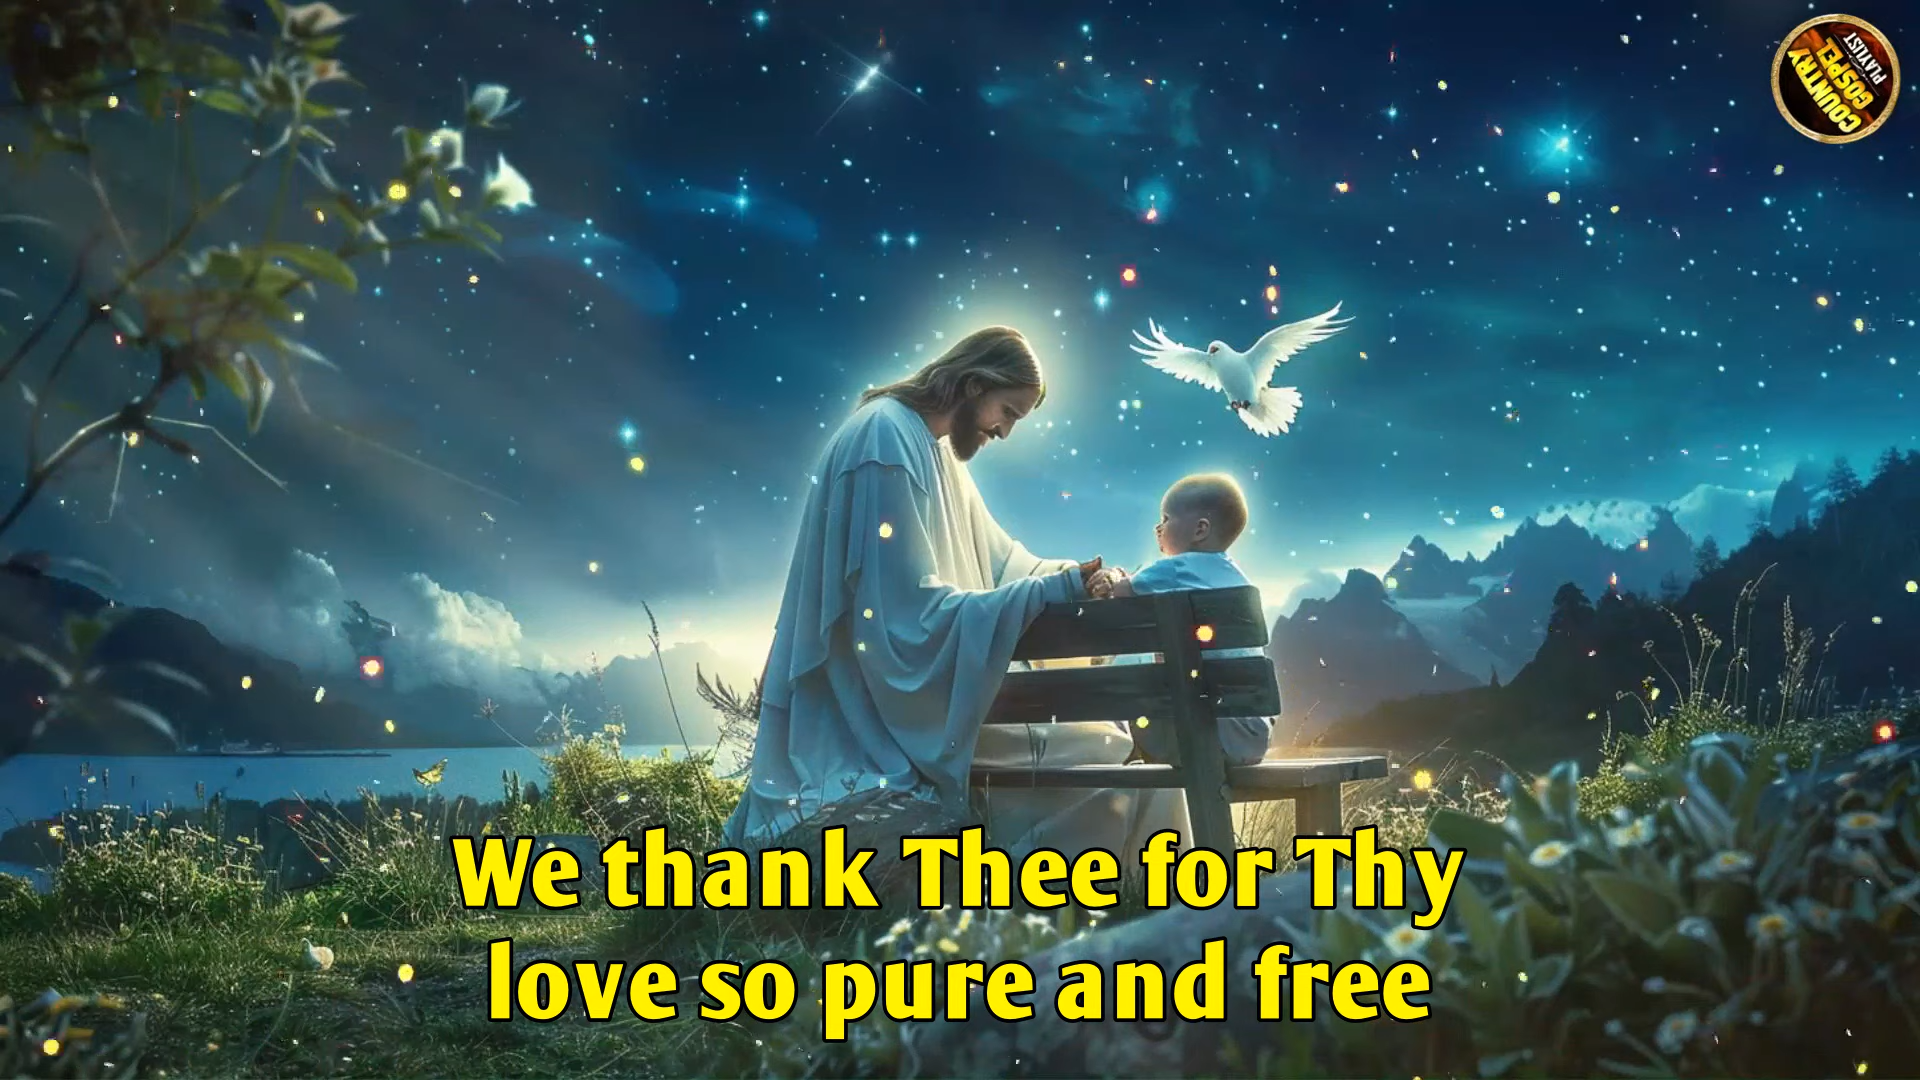 COUNTRY
GOSPEL
PLAYLIST
We thank Thee for Thy
love so pure and free